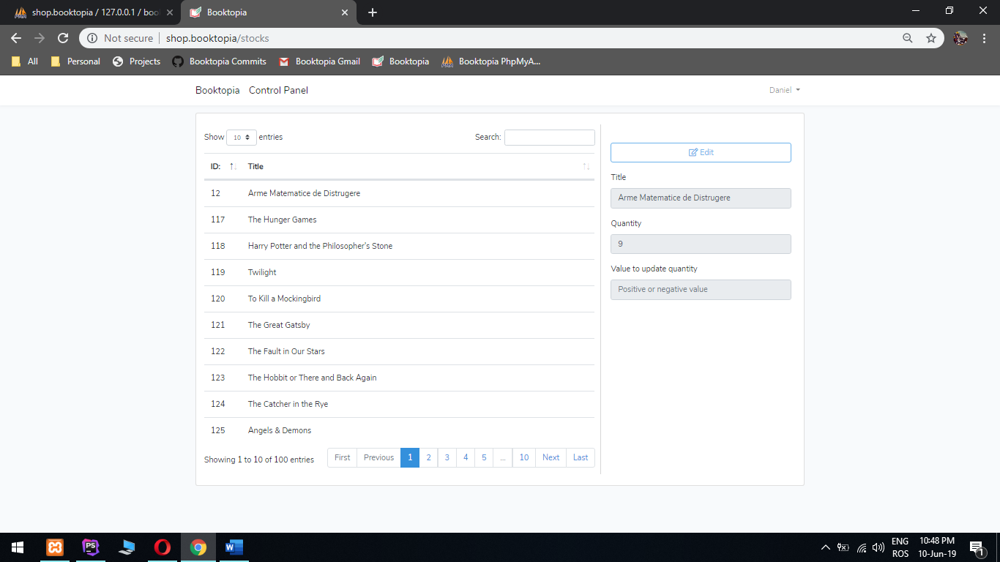 shop.booktopia / 127.0.0.1 / boo
Booktopia
Not secure shop.booktopia/stocks
All Personal Projects Booktopia Commits Booktopia Gmail Booktopia Booktopia PhpMyA...
Booktopia Control Panel Daniel
Show 10 entries Search:
ID: Title
12 Arme Matematice de Distrugere
117 The Hunger Games
118 Harry Potter and the Philosopher's Stone
119 Twilight
120 To Kill a Mockingbird
121 The Great Gatsby
122 The Fault in Our Stars
123 The Hobbit or There and Back Again
124 The Catcher in the Rye
125 Angels & Demons
Showing 1 to 10 of 100 entries First Previous 1 2 3 4 5 ... 10 Next Last
Edit
Title
Arme Matematice de Distrugere
Quantity
9
Value to update quantity
Positive or negative value
PS
W
ENG
ROS
10:48 PM
10-Jun-19
1